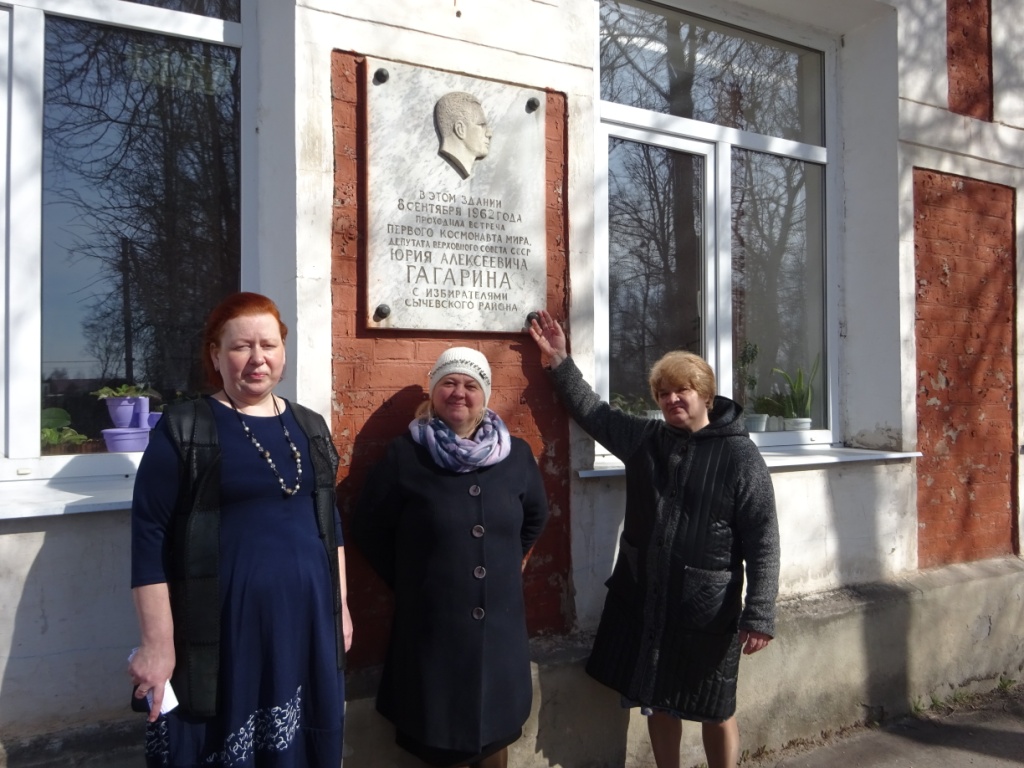 В ЭТОМ ЗДАНИИ
8 СЕНТЯБРЯ 1962 ГОДА
ПРОХОДИЛА ВСТРЕЧА
ПЕРВОГО КОСМОНАВТА МИРА,
ДЕПУТАТА ВЕРХОВНОГО СОВЕТА СССР
ЮРИЯ АЛЕКСЕЕВИЧА
ГАГАРИНА
С ИЗБИРАТЕЛЯМИ
СЫЧЕВСКОГО РАЙОНА